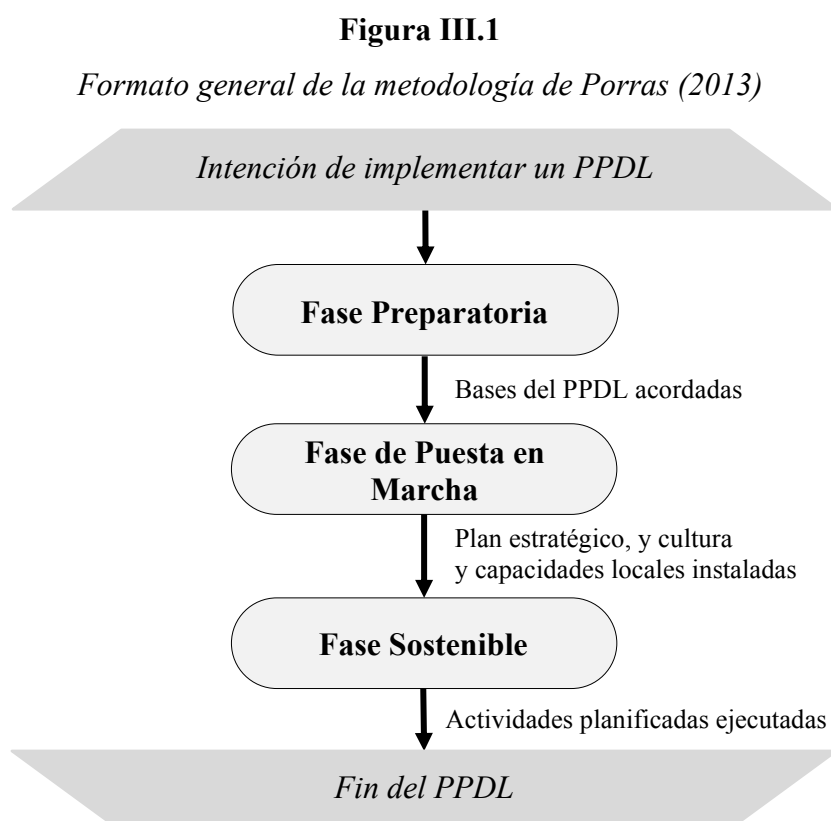 Figura III.1
Formato general de la metodología de Porras (2013)
Intención de implementar un PPDL
Fase Preparatoria
Bases del PPDL acordadas
Fase de Puesta en
Marcha
Plan estratégico, y cultura
y capacidades locales instaladas
Fase Sostenible
Actividades planificadas ejecutadas
Fin del PPDL